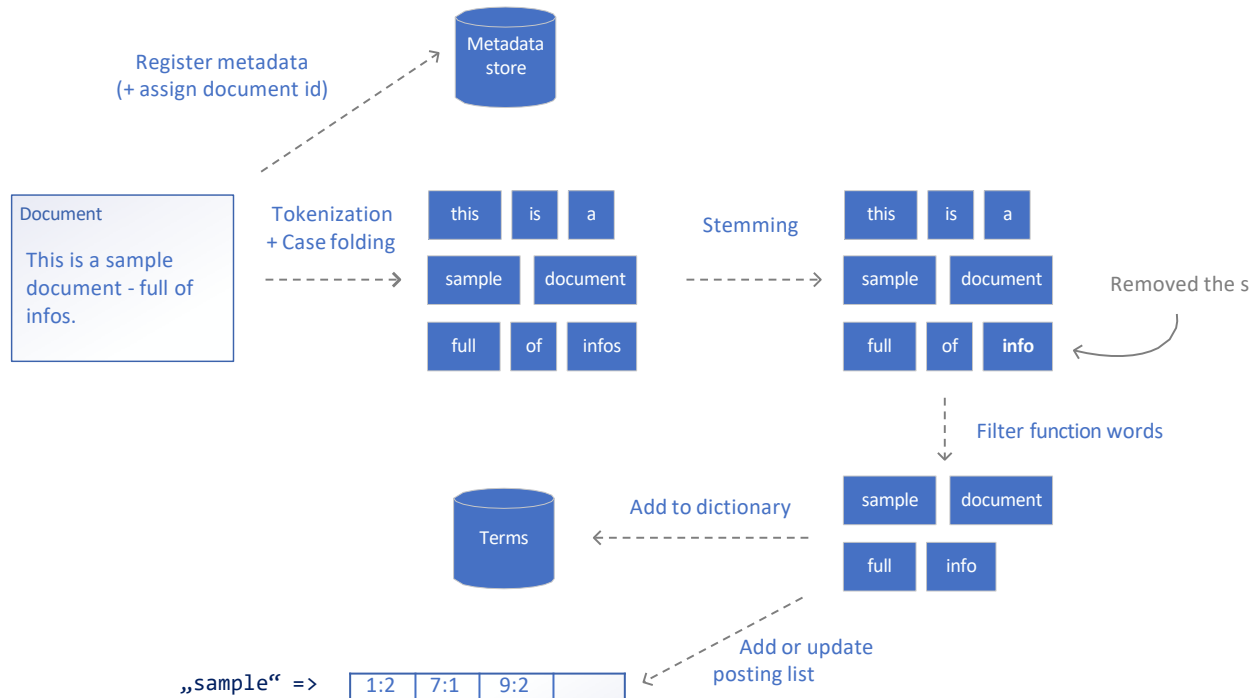 Metadata
store
Register metadata
(+ assign document id)
Document
This is a sample
document - full of
infos.
Tokenization
+ Case folding
this is a
sample document
full of infos
Stemming
this is a
sample document
full of info
Removed the s
Filter function words
sample document
full info
Add to dictionary
Terms
Add or update
posting list
„sample“ => 1:2 7:1 9:2